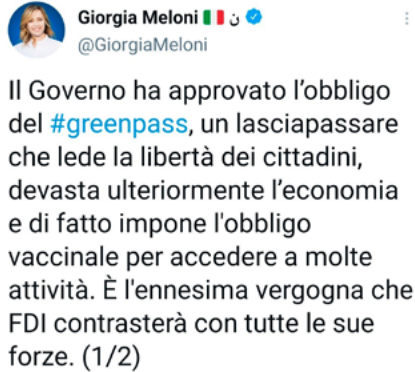 Giorgia Meloni 🇮🇹 ن
@GiorgiaMeloni
Il Governo ha approvato l'obbligo
del #greenpass, un lasciapassare
che lede la libertà dei cittadini,
devasta ulteriormente l'economia
e di fatto impone l'obbligo
vaccinale per accedere a molte
attività. È l'ennesima vergogna che
FDI contrasterà con tutte le sue
forze. (1/2)